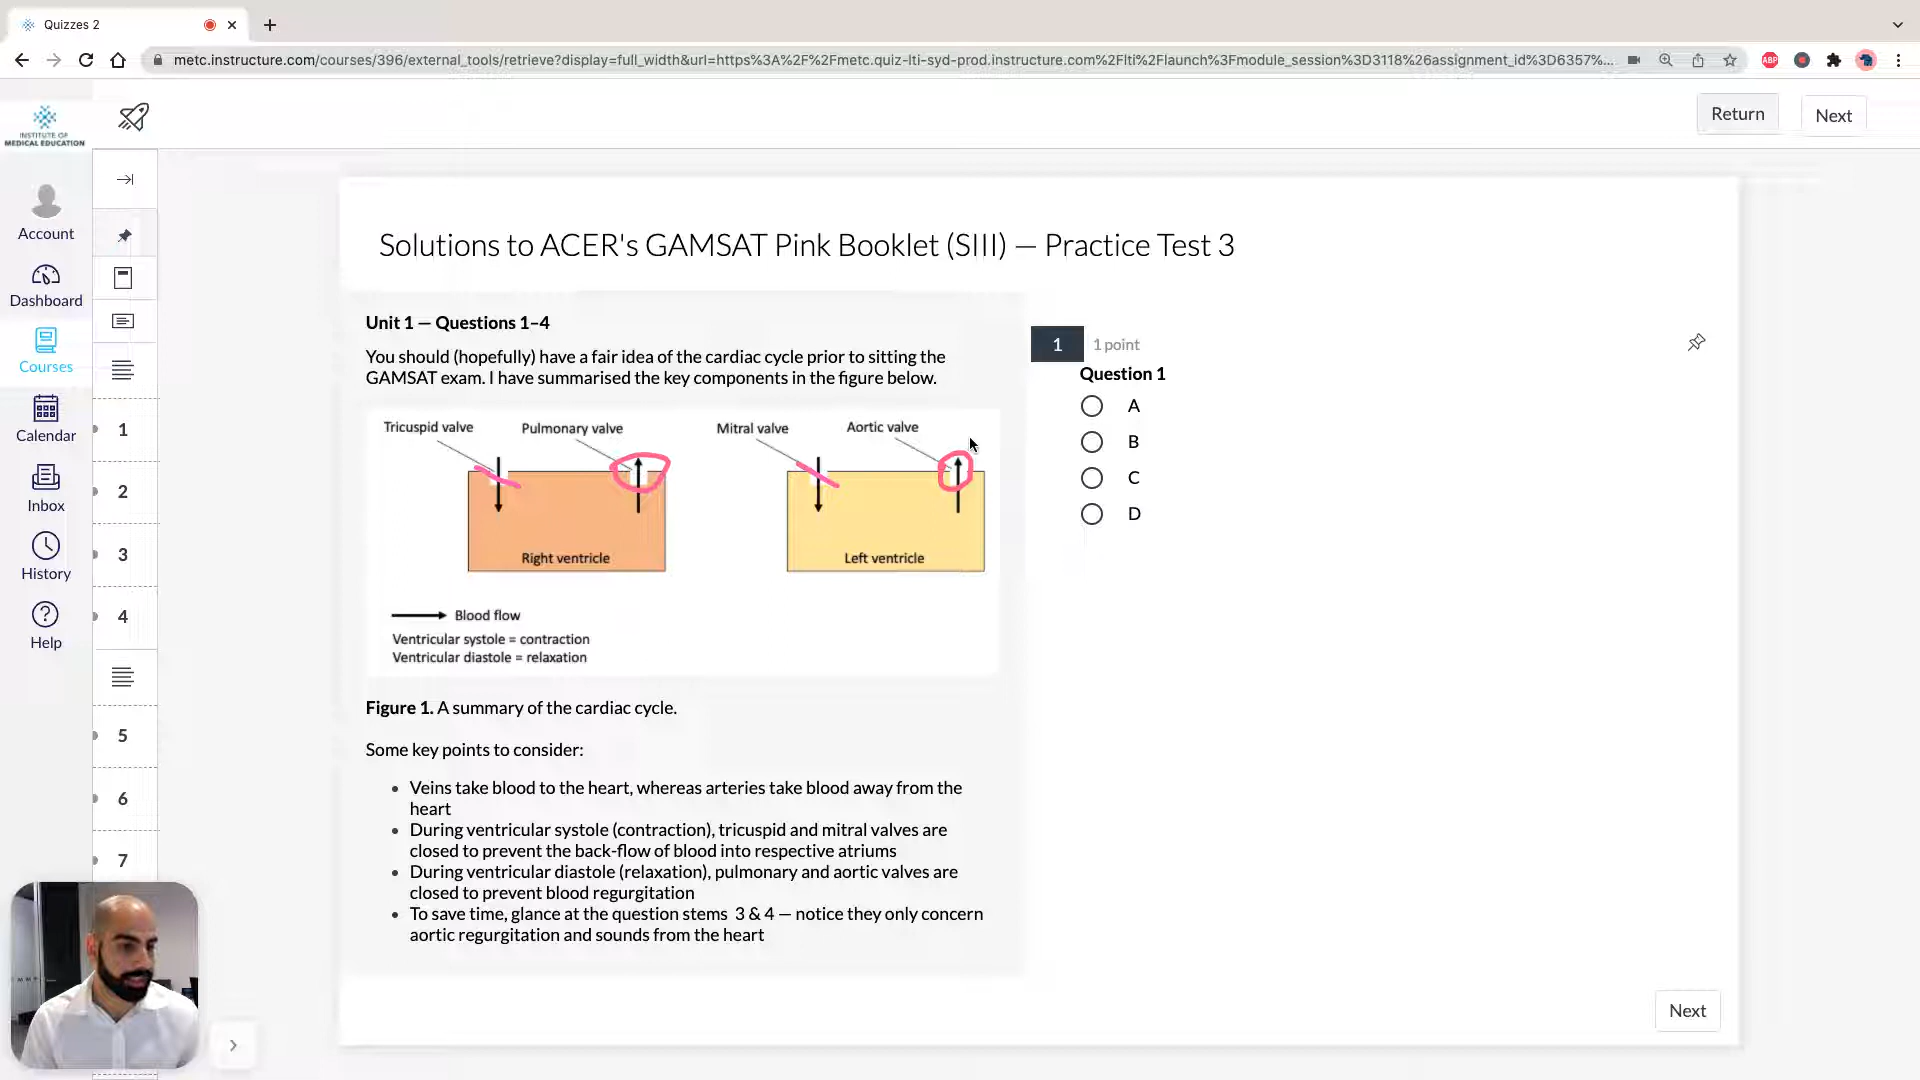 Quizzes 2
metc.instructure.com/courses/396/external_tools/retrieve?display=full_width&url=https%3A%2F%2Fmetc.quiz-lti-syd-prod.instructure.com%2Flti%2Flaunch%3Fmodule_session%3D3118%26assignment_id%3D6357%...
ABP
INSTITUTE OF
MEDICAL EDUCATION
Return
Next
Account
Dashboard
Courses
Calendar
Inbox
History
Help
1
2
3
4
5
6
7
Solutions to ACER's GAMSAT Pink Booklet (SIII) — Practice Test 3
Unit 1 — Questions 1–4
You should (hopefully) have a fair idea of the cardiac cycle prior to sitting the
GAMSAT exam. I have summarised the key components in the figure below.
Tricuspid valve
Pulmonary valve
Mitral valve
Aortic valve
Right ventricle
Left ventricle
Blood flow
Ventricular systole = contraction
Ventricular diastole = relaxation
Figure 1. A summary of the cardiac cycle.
Some key points to consider:
• Veins take blood to the heart, whereas arteries take blood away from the
heart
• During ventricular systole (contraction), tricuspid and mitral valves are
closed to prevent the back-flow of blood into respective atriums
• During ventricular diastole (relaxation), pulmonary and aortic valves are
closed to prevent blood regurgitation
• To save time, glance at the question stems 3 & 4 — notice they only concern
aortic regurgitation and sounds from the heart
1
1 point
Question 1
A
B
C
D
Next